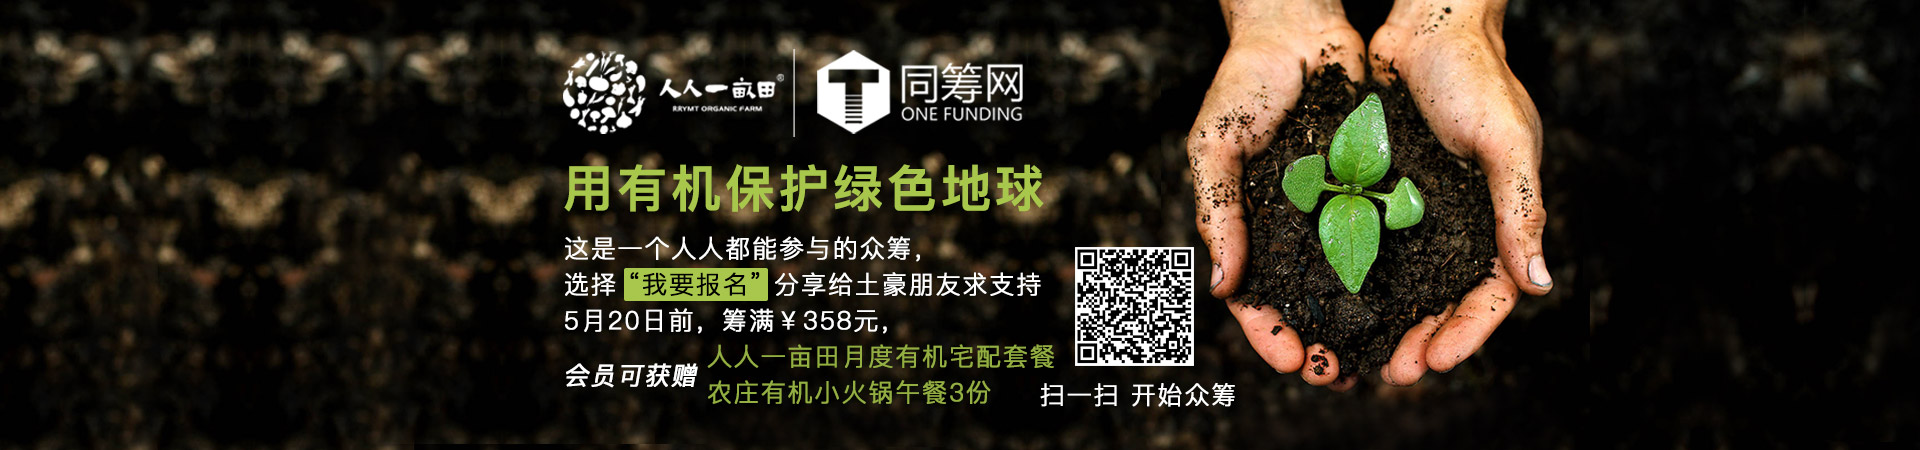 人人一亩田®
RRYMT ORGANIC FARM
同筹网
ONE FUNDING
用有机保护绿色地球
这是一个人人都能参与的众筹，
选择“我要报名”分享给土豪朋友求支持
5月20日前，筹满￥358元，
会员可获赠
人人一亩田月度有机宅配套餐
农庄有机小火锅午餐3份
扫一扫 开始众筹